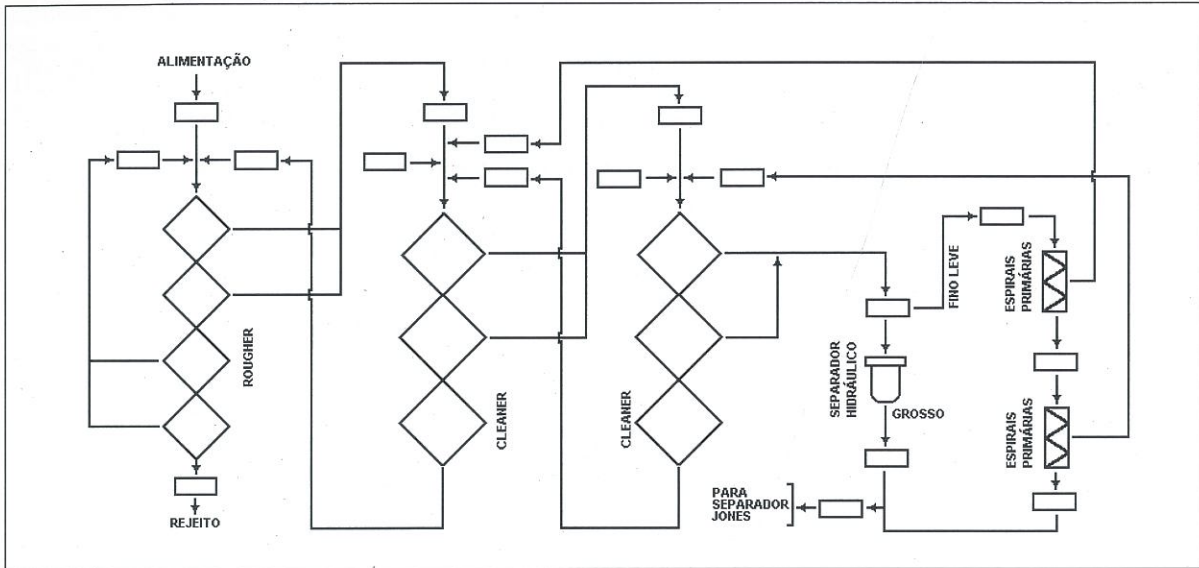 ALIMENTAÇÃO
ROUGHER
REJEITO
CLEANER
CLEANER
SEPARADOR
HIDRÁULICO
GROSSO
FINO LEVE
ESPIRAIS
PRIMÁRIAS
ESPIRAIS
PRIMÁRIAS
PARA
SEPARADOR
JONES